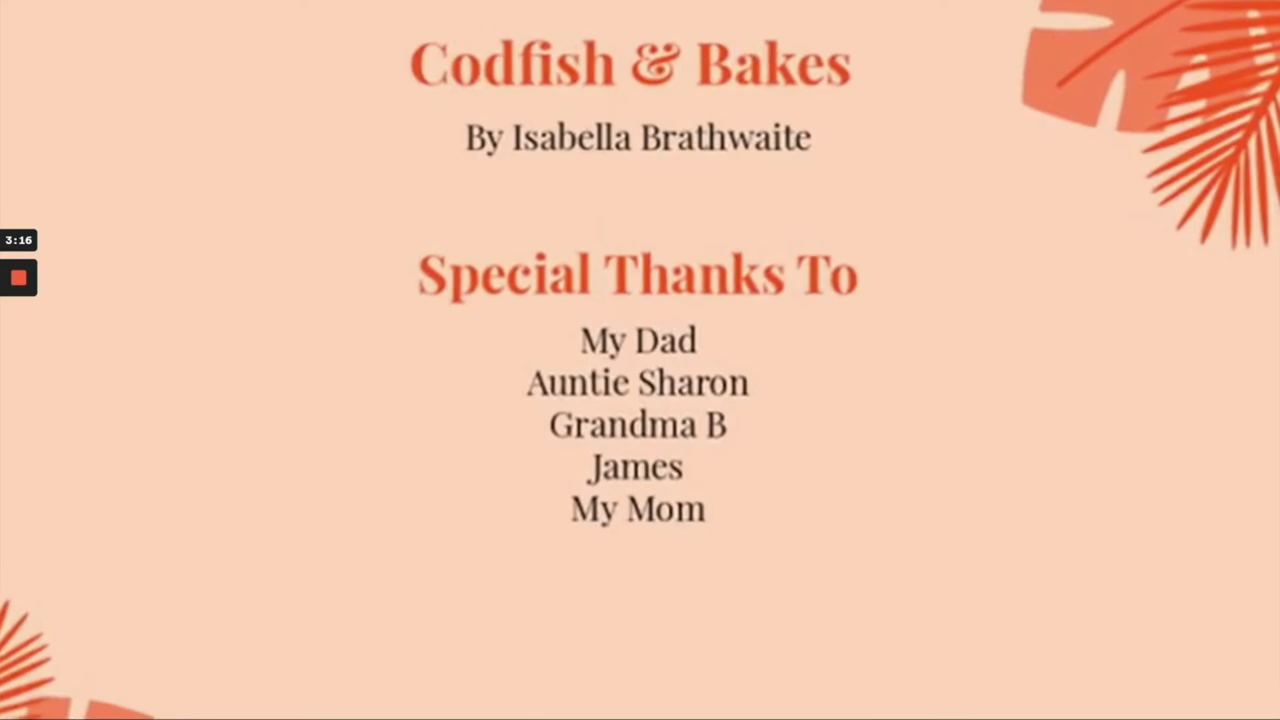 Codfish & Bakes
By Isabella Brathwaite
3:16
Special Thanks To
My Dad
Auntie Sharon
Grandma B
James
My Mom